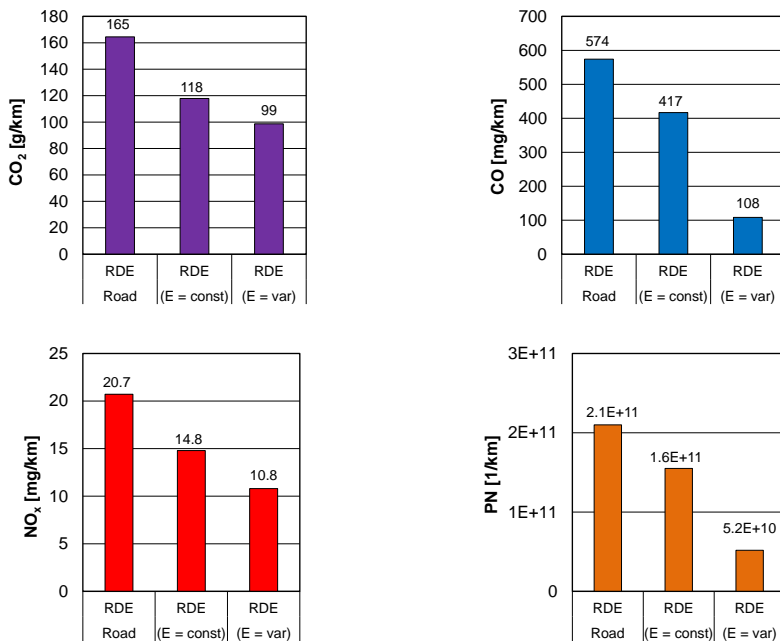 CO2 [g/km]
180
160
140
120
100
80
60
40
20
0
165
118
99
RDE RDE RDE
Road (E = const) (E = var)
CO [mg/km]
700
600
500
400
300
200
100
0
574
417
108
RDE RDE RDE
Road (E = const) (E = var)
NOx [mg/km]
25
20
15
10
5
0
20.7
14.8
10.8
RDE RDE RDE
Road (E = const) (E = var)
PN [1/km]
3E+11
2E+11
1E+11
0
2.1E+11
1.6E+11
5.2E+10
RDE RDE RDE
Road (E = const) (E = var)